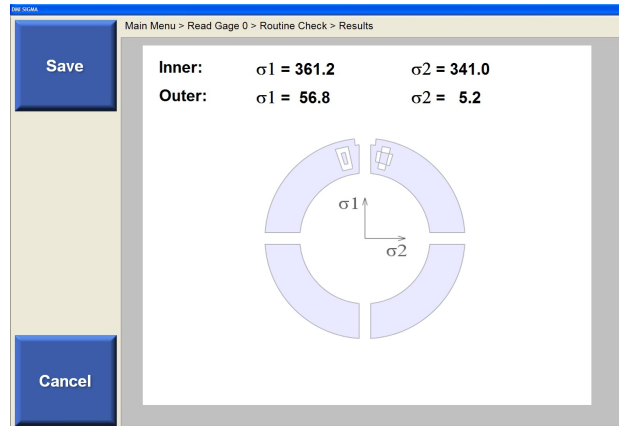 DMI SIGMA
Main Menu > Read Gage 0 > Routine Check > Results
Save
Inner: σ1 = 361.2 σ2 = 341.0
Outer: σ1 = 56.8 σ2 = 5.2
σ1
σ2
Cancel